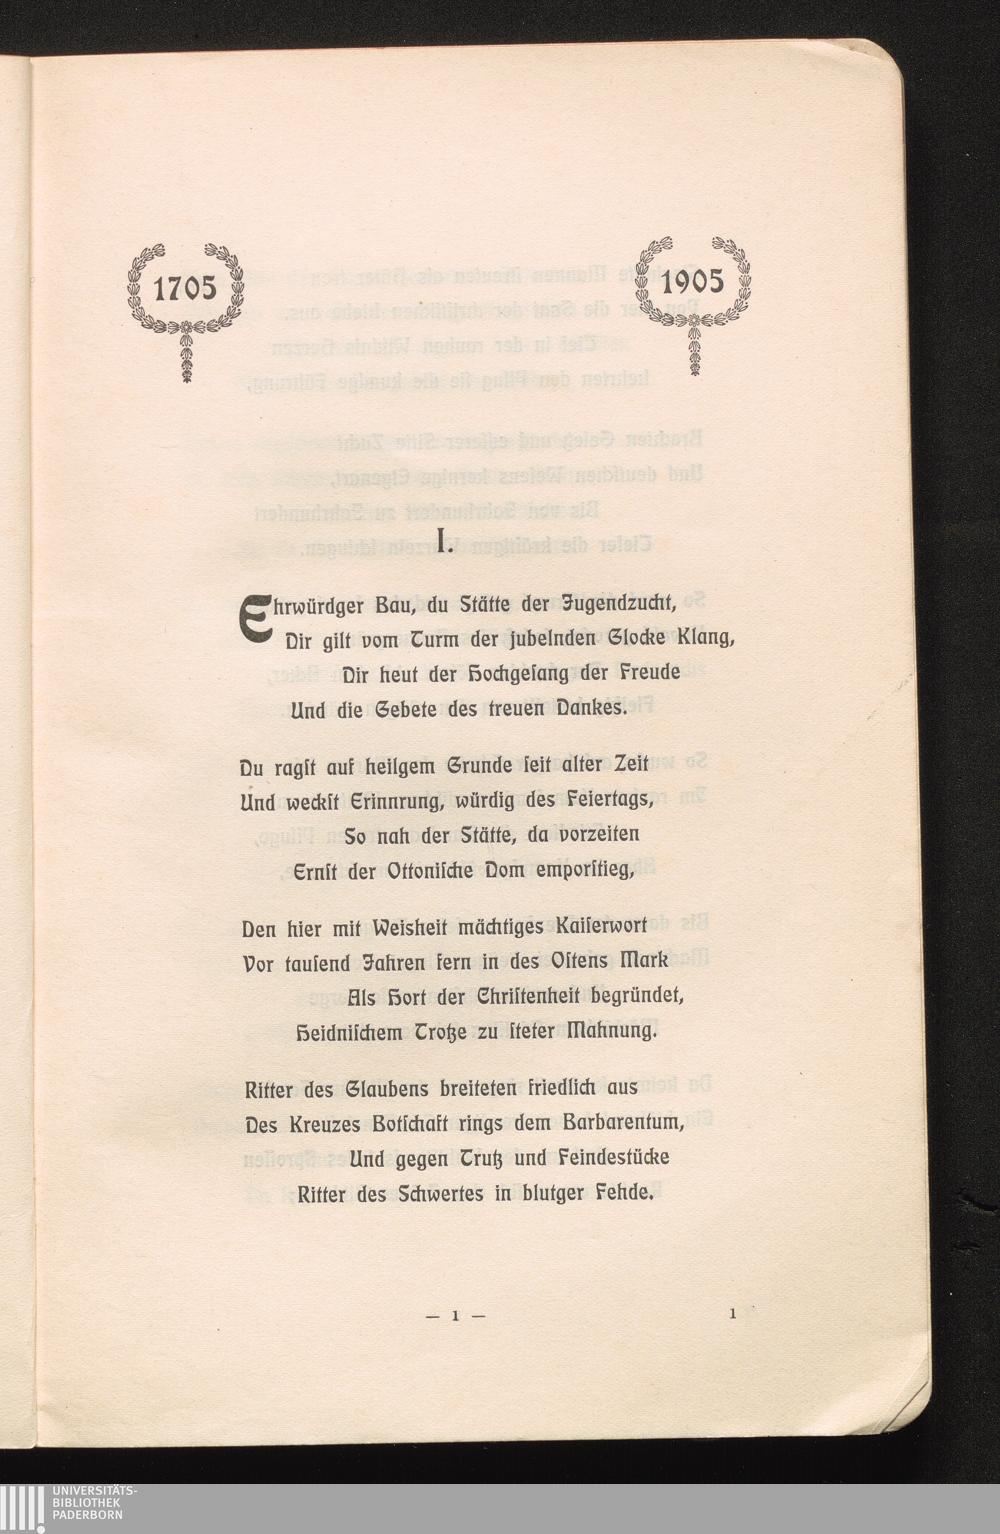 1705
1905
I.
Ehrwürdger Bau, du Stätte der Jugendzucht,
Dir gilt vom Turm der jubelnden Glocke Klang,
Dir heut der Hochgeſang der Freude
Und die Gebete des treuen Dankes.
Du ragſt auf heilgem Grunde ſeit alter Zeit
Und weckſt Erinnrung, würdig des Feiertags,
So nah der Stätte, da vorzeiten
Ernſt der Ottoniſche Dom emporſtieg,
Den hier mit Weisheit mächtiges Kaiſerwort
Vor tauſend Jahren fern in des Oſtens Mark
Als Hort der Chriſtenheit begründet,
Heidniſchem Trotze zu ſteter Mahnung.
Ritter des Glaubens breiteten friedlich aus
Des Kreuzes Botſchaft rings dem Barbarentum,
Und gegen Trutz und Feindestücke
Ritter des Schwertes in blutger Fehde.
— 1 —
1
UNIVERSITÄTS-
BIBLIOTHEK
PADERBORN